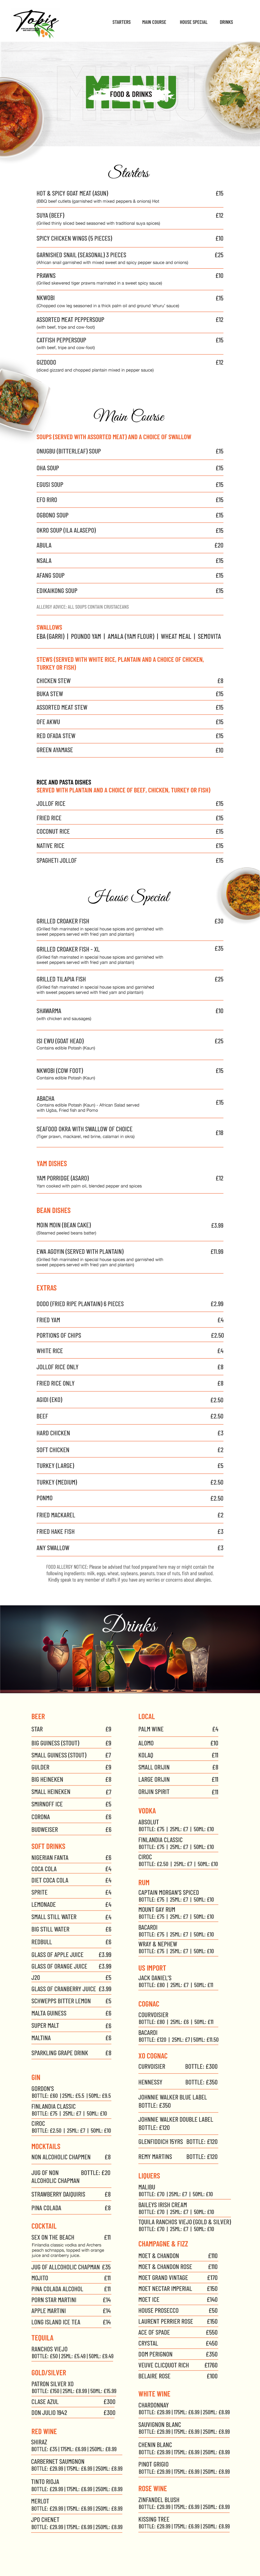 Tobis
STARTERS MAIN COURSE HOUSE SPECIAL DRINKS
MENU
FOOD & DRINKS
Starters
HOT & SPICY GOAT MEAT (ASUN) £15
(BBQ beef cutlets (garnished with mixed peppers & onions) Hot
SUYA (BEEF) £12
(Grilled thinly sliced beed seasoned with traditional suya spices)
SPICY CHICKEN WINGS (5 PIECES) £10
GARNISHED SNAIL (SEASONAL) 3 PIECES £25
(African snail garnished with mixed sweet and spicy pepper sauce and onions)
PRAWNS £10
(Grilled skewered tiger prawns marinated in a sweet spicy sauce)
NKWOBI £15
(Chopped cow leg seasoned in a thick palm oil and ground 'ehuru' sauce)
ASSORTED MEAT PEPPERSOUP £12
(with beef, tripe and cow-foot)
CATFISH PEPPERSOUP £15
(with beef, tripe and cow-foot)
GIZDODO £12
(diced gizzard and chopped plantain mixed in pepper sauce)
Main Course
SOUPS (SERVED WITH ASSORTED MEAT) AND A CHOICE OF SWALLOW
ONUGBU (BITTERLEAF) SOUP £15
OHA SOUP £15
EGUSI SOUP £15
EFO RIRO £15
OGBONO SOUP £15
OKRO SOUP (ILA ALASEPO) £15
ABULA £20
NSALA £15
AFANG SOUP £15
EDIKAIKONG SOUP £15
ALLERGY ADVICE: ALL SOUPS CONTAIN CRUSTACEANS
SWALLOWS
EBA (GARRI) | POUNDO YAM | AMALA (YAM FLOUR) | WHEAT MEAL | SEMOVITA
STEWS (SERVED WITH WHITE RICE, PLANTAIN AND A CHOICE OF CHICKEN,
TURKEY OR FISH)
CHICKEN STEW £8
BUKA STEW £15
ASSORTED MEAT STEW £15
OFE AKWU £15
RED OFADA STEW £15
GREEN AYAMASE £10
RICE AND PASTA DISHES
SERVED WITH PLANTAIN AND A CHOICE OF BEEF, CHICKEN, TURKEY OR FISH)
JOLLOF RICE £15
FRIED RICE £15
COCONUT RICE £15
NATIVE RICE £15
SPAGHETI JOLLOF £15
House Special
GRILLED CROAKER FISH £30
(Grilled fish marinated in special house spices and garnished with
sweet peppers served with fried yam and plantain)
GRILLED CROAKER FISH - XL £35
(Grilled fish marinated in special house spices and garnished with
sweet peppers served with fried yam and plantain)
GRILLED TILAPIA FISH £25
(Grilled fish marinated in special house spices and garnished
with sweet peppers served with fried yam and plantain)
SHAWARMA £10
(with chicken and sausages)
ISI EWU (GOAT HEAD) £25
Contains edible Potash (Kaun)
NKWOBI (COW FOOT) £15
Contains edible Potash (Kaun)
ABACHA £15
Contains edible Potash (Kaun) - African Salad served
with Ugba, Fried fish and Pomo
SEAFOOD OKRA WITH SWALLOW OF CHOICE £18
(Tiger prawn, mackarel, red brine, calamari in okra)
YAM DISHES
YAM PORRIDGE (ASARO) £12
Yam cooked with palm oil, blended pepper and spices
BEAN DISHES
MOIN MOIN (BEAN CAKE) £3.99
(Steamed peeled beans batter)
EWA AGOYIN (SERVED WITH PLANTAIN) £11.99
(Grilled fish marinated in special house spices and garnished with
sweet peppers served with fried yam and plantain)
EXTRAS
DODO (FRIED RIPE PLANTAIN) 6 PIECES £2.99
FRIED YAM £4
PORTIONS OF CHIPS £2.50
WHITE RICE £4
JOLLOF RICE ONLY £8
FRIED RICE ONLY £8
AGIDI (EKO) £2.50
BEEF £2.50
HARD CHICKEN £3
SOFT CHICKEN £2
TURKEY (LARGE) £5
TURKEY (MEDIUM) £2.50
PONMO £2.50
FRIED MACKAREL £2
FRIED HAKE FISH £3
ANY SWALLOW £3
FOOD ALLERGY NOTICE: Please be advised that food prepared here may or might contain the
following ingredients: milk, eggs, wheat, soybeans, peanuts, trace of nuts, fish and seafood.
Kindly speak to any member of staffs if you have any worries or concerns about allergies.
Drinks
BEER
STAR £9
BIG GUINESS (STOUT) £9
SMALL GUINESS (STOUT) £7
GULDER £9
BIG HEINEKEN £8
SMALL HEINEKEN £7
SMIRNOFF ICE £5
CORONA £6
BUDWEISER £6
SOFT DRINKS
NIGERIAN FANTA £6
COCA COLA £4
DIET COCA COLA £4
SPRITE £4
LEMONADE £4
SMALL STILL WATER £4
BIG STILL WATER £6
REDBULL £6
GLASS OF APPLE JUICE £3.99
GLASS OF ORANGE JUICE £3.99
J20 £5
GLASS OF CRANBERRY JUICE £3.99
SCHWEPPS BITTER LEMON £5
MALTA GUINESS £6
SUPER MALT £6
MALTINA £6
SPARKLING GRAPE DRINK £8
GIN
GORDON'S
BOTTLE: £60 | 25ML: £5.5 | 50ML: £9.5
FINLANDIA CLASSIC
BOTTLE: £75 | 25ML: £7 | 50ML: £10
CIROC
BOTTLE: £2.50 | 25ML: £7 | 50ML: £10
MOCKTAILS
NON ALCOHOLIC CHAPMEN £8
JUG OF NON BOTTLE: £20
ALCOHOLIC CHAPMAN
STRAWBERRY DAIQUIRIS £8
PINA COLADA £8
COCKTAIL
SEX ON THE BEACH £11
Finlandia classic vodka and Archers
peach schnapps, topped with orange
juice and cranberry juice.
JUG OF ALLCOHOLIC CHAPMAN £35
MOJITO £11
PINA COLADA ALCOHOL £11
PORN STAR MARTINI £14
APPLE MARTINI £14
LONG ISLAND ICE TEA £14
TEQUILA
RANCHOS VIEJO
BOTTLE: £50 | 25ML: £5.49 | 50ML: £9.49
GOLD/SILVER
PATRON SILVER XO
BOTTLE: £150 | 25ML: £8.99 | 50ML: £15.99
CLASE AZUL £300
DON JULIO 1942 £300
RED WINE
SHIRAZ
BOTTLE: £35 | 175ML: £6.99 | 250ML: £8.99
CARBERNET SAUMGNON
BOTTLE: £29.99 | 175ML: £6.99 | 250ML: £8.99
TINTO RIOJA
BOTTLE: £29.99 | 175ML: £6.99 | 250ML: £8.99
MERLOT
BOTTLE: £29.99 | 175ML: £6.99 | 250ML: £8.99
JPD CHENET
BOTTLE: £29.99 | 175ML: £6.99 | 250ML: £8.99
LOCAL
PALM WINE £4
ALOMO £10
KOLAQ £11
SMALL ORIJIN £8
LARGE ORIJIN £11
ORIJIN SPIRIT £11
VODKA
ABSOLUT
BOTTLE: £75 | 25ML: £7 | 50ML: £10
FINLANDIA CLASSIC
BOTTLE: £75 | 25ML: £7 | 50ML: £10
CIROC
BOTTLE: £2.50 | 25ML: £7 | 50ML: £10
RUM
CAPTAIN MORGAN'S SPICED
BOTTLE: £75 | 25ML: £7 | 50ML: £10
MOUNT GAY RUM
BOTTLE: £75 | 25ML: £7 | 50ML: £10
BACARDI
BOTTLE: £75 | 25ML: £7 | 50ML: £10
WRAY & NEPHEW
BOTTLE: £75 | 25ML: £7 | 50ML: £10
US IMPORT
JACK DANIEL'S
BOTTLE: £80 | 25ML: £7 | 50ML: £11
COGNAC
COURVOISIER
BOTTLE: £80 | 25ML: £6 | 50ML: £11
BACARDI
BOTTLE: £120 | 25ML: £7 | 50ML: £11.50
XO COGNAC
CURVOISIER BOTTLE: £300
HENNESSY BOTTLE: £350
JOHNNIE WALKER BLUE LABEL
BOTTLE: £350
JOHNNIE WALKER DOUBLE LABEL
BOTTLE: £120
GLENFIDDICH 15YRS BOTTLE: £120
REMY MARTINS BOTTLE: £120
LIQUERS
MALIBU
BOTTLE: £70 | 25ML: £7 | 50ML: £10
BAILEYS IRISH CREAM
BOTTLE: £70 | 25ML: £7 | 50ML: £10
TQUILA RANCHOS VIEJO (GOLD & SILVER)
BOTTLE: £70 | 25ML: £7 | 50ML: £10
CHAMPAGNE & FIZZ
MOET & CHANDON £110
MOET & CHANDON ROSE £110
MOET GRAND VINTAGE £170
MOET NECTAR IMPERIAL £150
MOET ICE £140
HOUSE PROSECCO £50
LAURENT PERRIER ROSE £150
ACE OF SPADE £550
CRYSTAL £450
DOM PERIGNON £350
VEUVE CLICQUOT RICH £1760
BELAIRE ROSE £100
WHITE WINE
CHARDONNAY
BOTTLE: £29.99 | 175ML: £6.99 | 250ML: £8.99
SAUVIGNON BLANC
BOTTLE: £29.99 | 175ML: £6.99 | 250ML: £8.99
CHENIN BLANC
BOTTLE: £29.99 | 175ML: £6.99 | 250ML: £8.99
PINOT GRIGIO
BOTTLE: £29.99 | 175ML: £6.99 | 250ML: £8.99
ROSE WINE
ZINFANDEL BLUSH
BOTTLE: £29.99 | 175ML: £6.99 | 250ML: £8.99
KISSING TREE
BOTTLE: £29.99 | 175ML: £6.99 | 250ML: £8.99